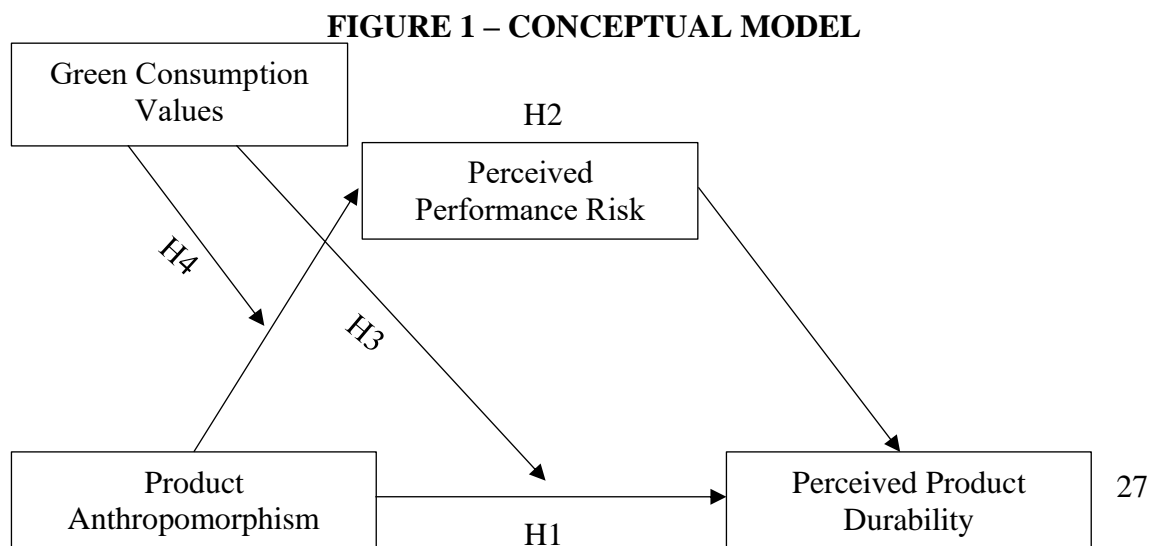 FIGURE 1 – CONCEPTUAL MODEL
Green Consumption
Values
H2
Perceived
Performance Risk
H4
H3
Product
Anthropomorphism
H1
Perceived Product
Durability
27